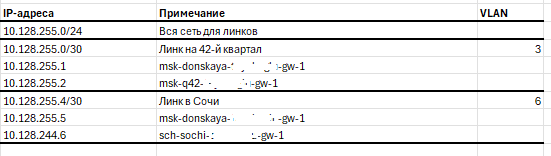 IP-адреса Примечание VLAN
10.128.255.0/24 Вся сеть для линков
10.128.255.0/30 Линк на 42-й квартал 3
10.128.255.1 msk-donskaya- gw-1
10.128.255.2 msk-q42- gw-1
10.128.255.4/30 Линк в Сочи 6
10.128.255.5 msk-donskaya- gw-1
10.128.244.6 sch-sochi- gw-1